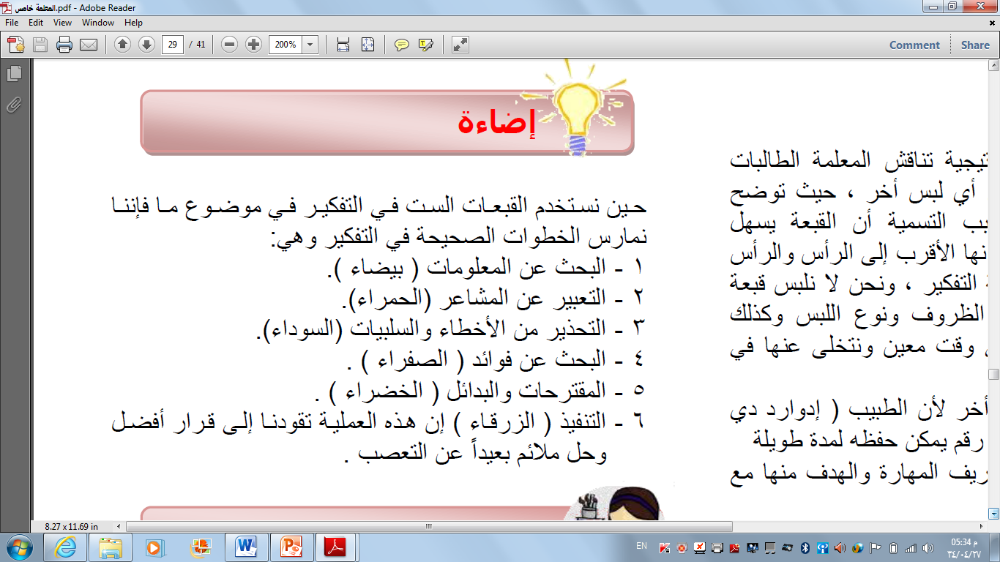 المعلمة خامس.pdf - Adobe Reader
File Edit View Window Help
29 / 41 200% Comment Share
إضاءة
حين نستخدم القبعات الست في التفكير في موضوع ما فإننا
نمارس الخطوات الصحيحة في التفكير وهي:
١ - البحث عن المعلومات ( بيضاء ).
٢ - التعبير عن المشاعر (الحمراء).
٣ - التحذير من الأخطاء والسلبيات (السوداء).
٤ - البحث عن فوائد ( الصفراء ) .
٥ - المقترحات والبدائل ( الخضراء ) .
٦ - التنفيذ ( الزرقاء ) إن هذه العملية تقودنا إلى قرار أفضل
وحل ملائم بعيداً عن التعصب .
تناقش المعلمة الطالبات
أي لبس أخر ، حيث توضح
التسمية أن القبعة يسهل
الأقرب إلى الرأس والرأس
التفكير ، ونحن لا نلبس قبعة
الظروف ونوع اللبس وكذلك
وقت معين ونتخلى عنها في
أخر لأن الطبيب ( إدوارد دي
رقم يمكن حفظه لمدة طويلة
المهارة والهدف منها مع
8.27 x 11.69 in
EN
05:34 م
٣٤/٠٤/٢٧